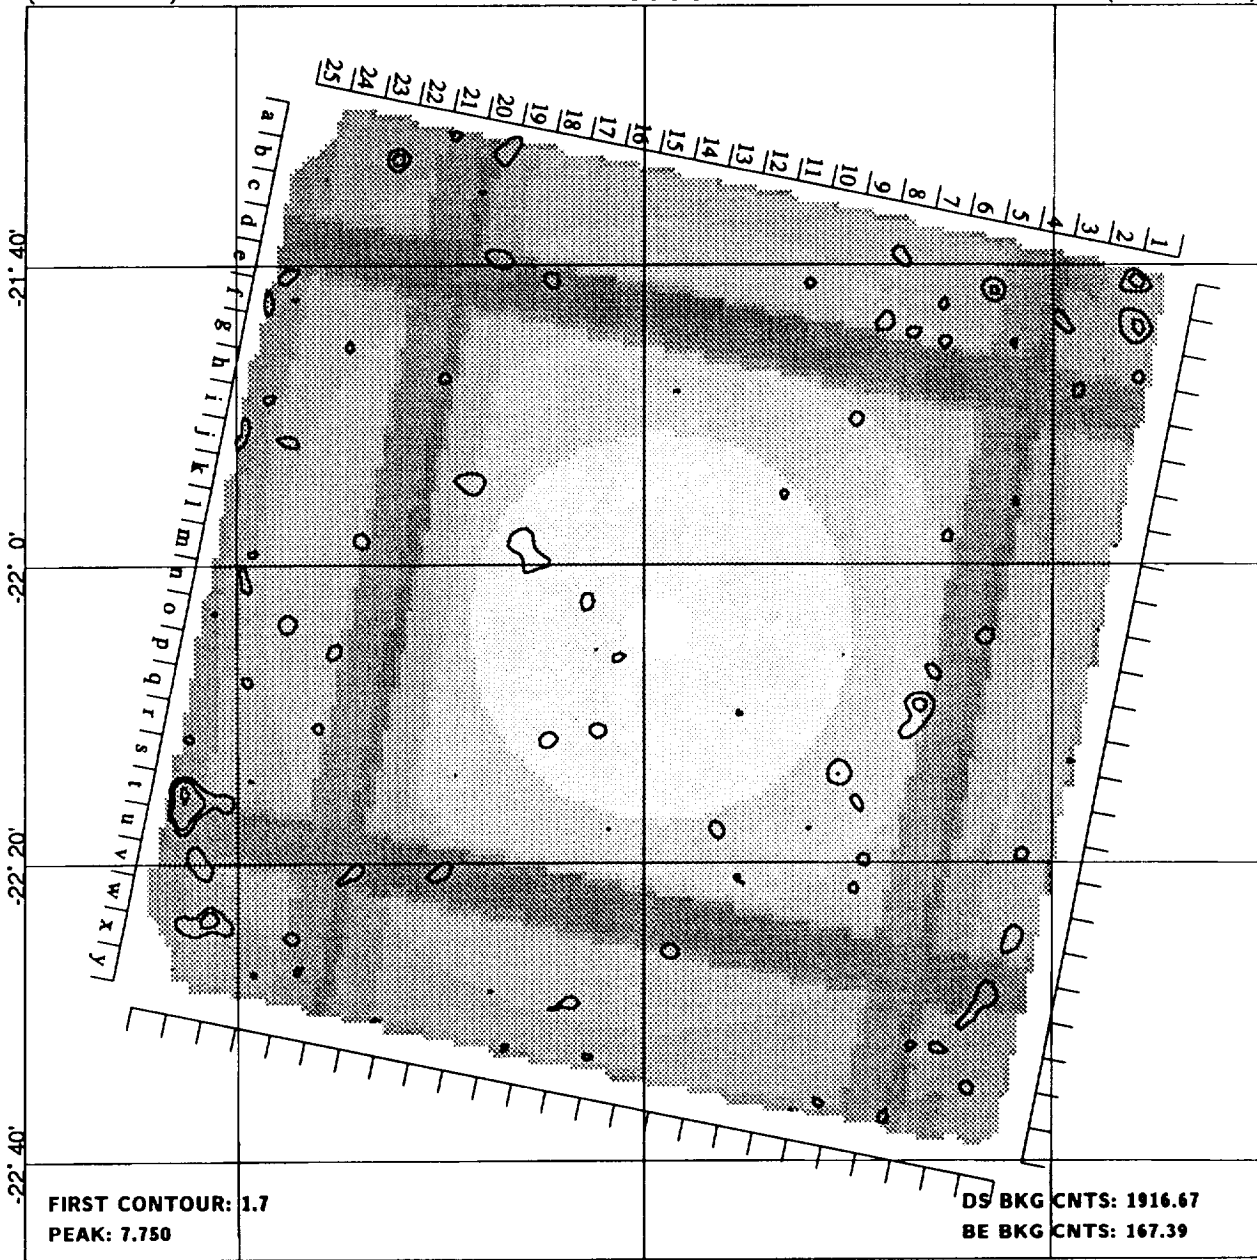 25 24 23 22 21 20 19 18 17 16 15 14 13 12 11 10 9 8 7 6 5 4 3 2 1
a b c d e f g h i j k l m n o p q r s t u v w x y
-21° 40'
-22° 0'
-22° 20'
-22° 40'
FIRST CONTOUR: 1.7
PEAK: 7.750
DS BKG CNTS: 1916.67
BE BKG CNTS: 167.39